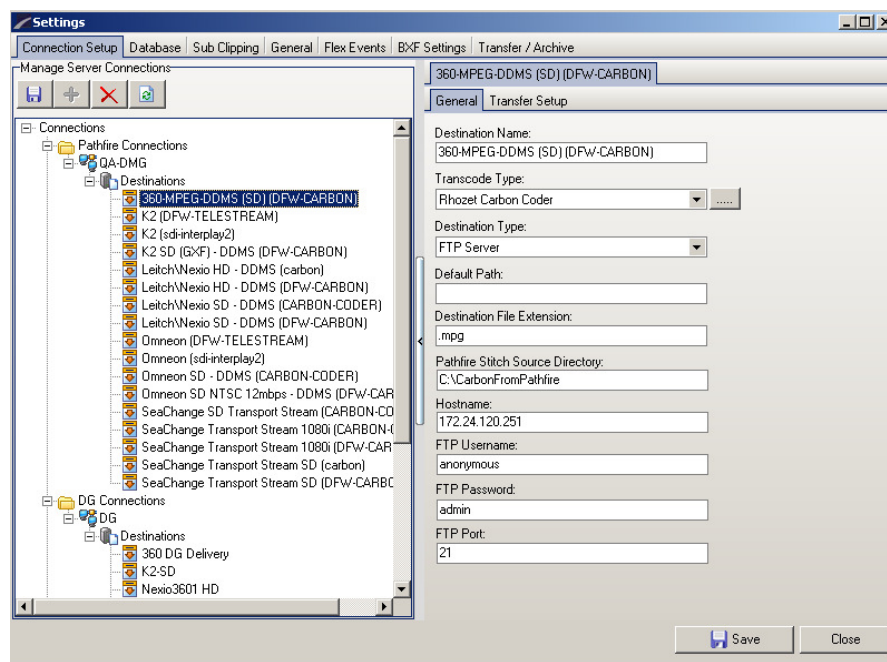 Settings
Connection Setup Database Sub Clipping General Flex Events BXF Settings Transfer / Archive
Manage Server Connections
Connections
Pathfire Connections
QA-DMG
Destinations
360-MPEG-DDMS (SD) (DFW-CARBON)
K2 (DFW-TELESTREAM)
K2 (sdi-interplay2)
K2 SD (GXF) - DDMS (DFW-CARBON)
Leitch\Nexio HD - DDMS (carbon)
Leitch\Nexio HD - DDMS (DFW-CARBON)
Leitch\Nexio SD - DDMS (CARBON-CODER)
Leitch\Nexio SD - DDMS (DFW-CARBON)
Omneon (DFW-TELESTREAM)
Omneon (sdi-interplay2)
Omneon SD - DDMS (CARBON-CODER)
Omneon SD NTSC 12mbps - DDMS (DFW-CAR
SeaChange SD Transport Stream (CARBON-CO
SeaChange Transport Stream 1080i (CARBON-(
SeaChange Transport Stream 1080i (DFW-CAR
SeaChange Transport Stream SD (carbon)
SeaChange Transport Stream SD (DFW-CARBC
DG Connections
DG
Destinations
360 DG Delivery
K2-SD
Nexio3601 HD
360-MPEG-DDMS (SD) (DFW-CARBON)
General Transfer Setup
Destination Name:
360-MPEG-DDMS (SD) (DFW-CARBON)
Transcode Type:
Rhozet Carbon Coder .....
Destination Type:
FTP Server
Default Path:
Destination File Extension:
.mpg
Pathfire Stitch Source Directory:
C:\CarbonFromPathfire
Hostname:
172.24.120.251
FTP Username:
anonymous
FTP Password:
admin
FTP Port:
21
Save Close